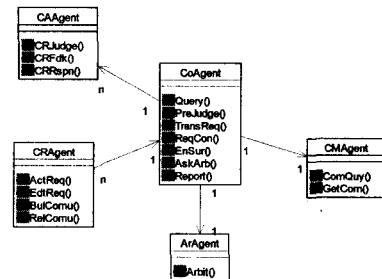 CAAgent
CRJudge()
CRFdk()
CRRspn()
n
1
CoAgent
Query()
PreJudge()
TransReq()
ReqCon()
EnSur()
AskArb()
Report()
CRAgent
ActReq()
EdtReq()
BulComu()
RelComu()
n
1
1
1
CMAgent
ComQuy()
GetCom()
1
1
ArAgent
Arbit()